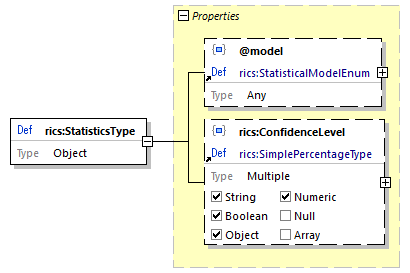 Properties
@model
Def rics:StatisticalModelEnum
Type Any
Def rics:StatisticsType
Type Object
rics:ConfidenceLevel
Def rics:SimplePercentageType
Type Multiple
String Numeric
Boolean Null
Object Array